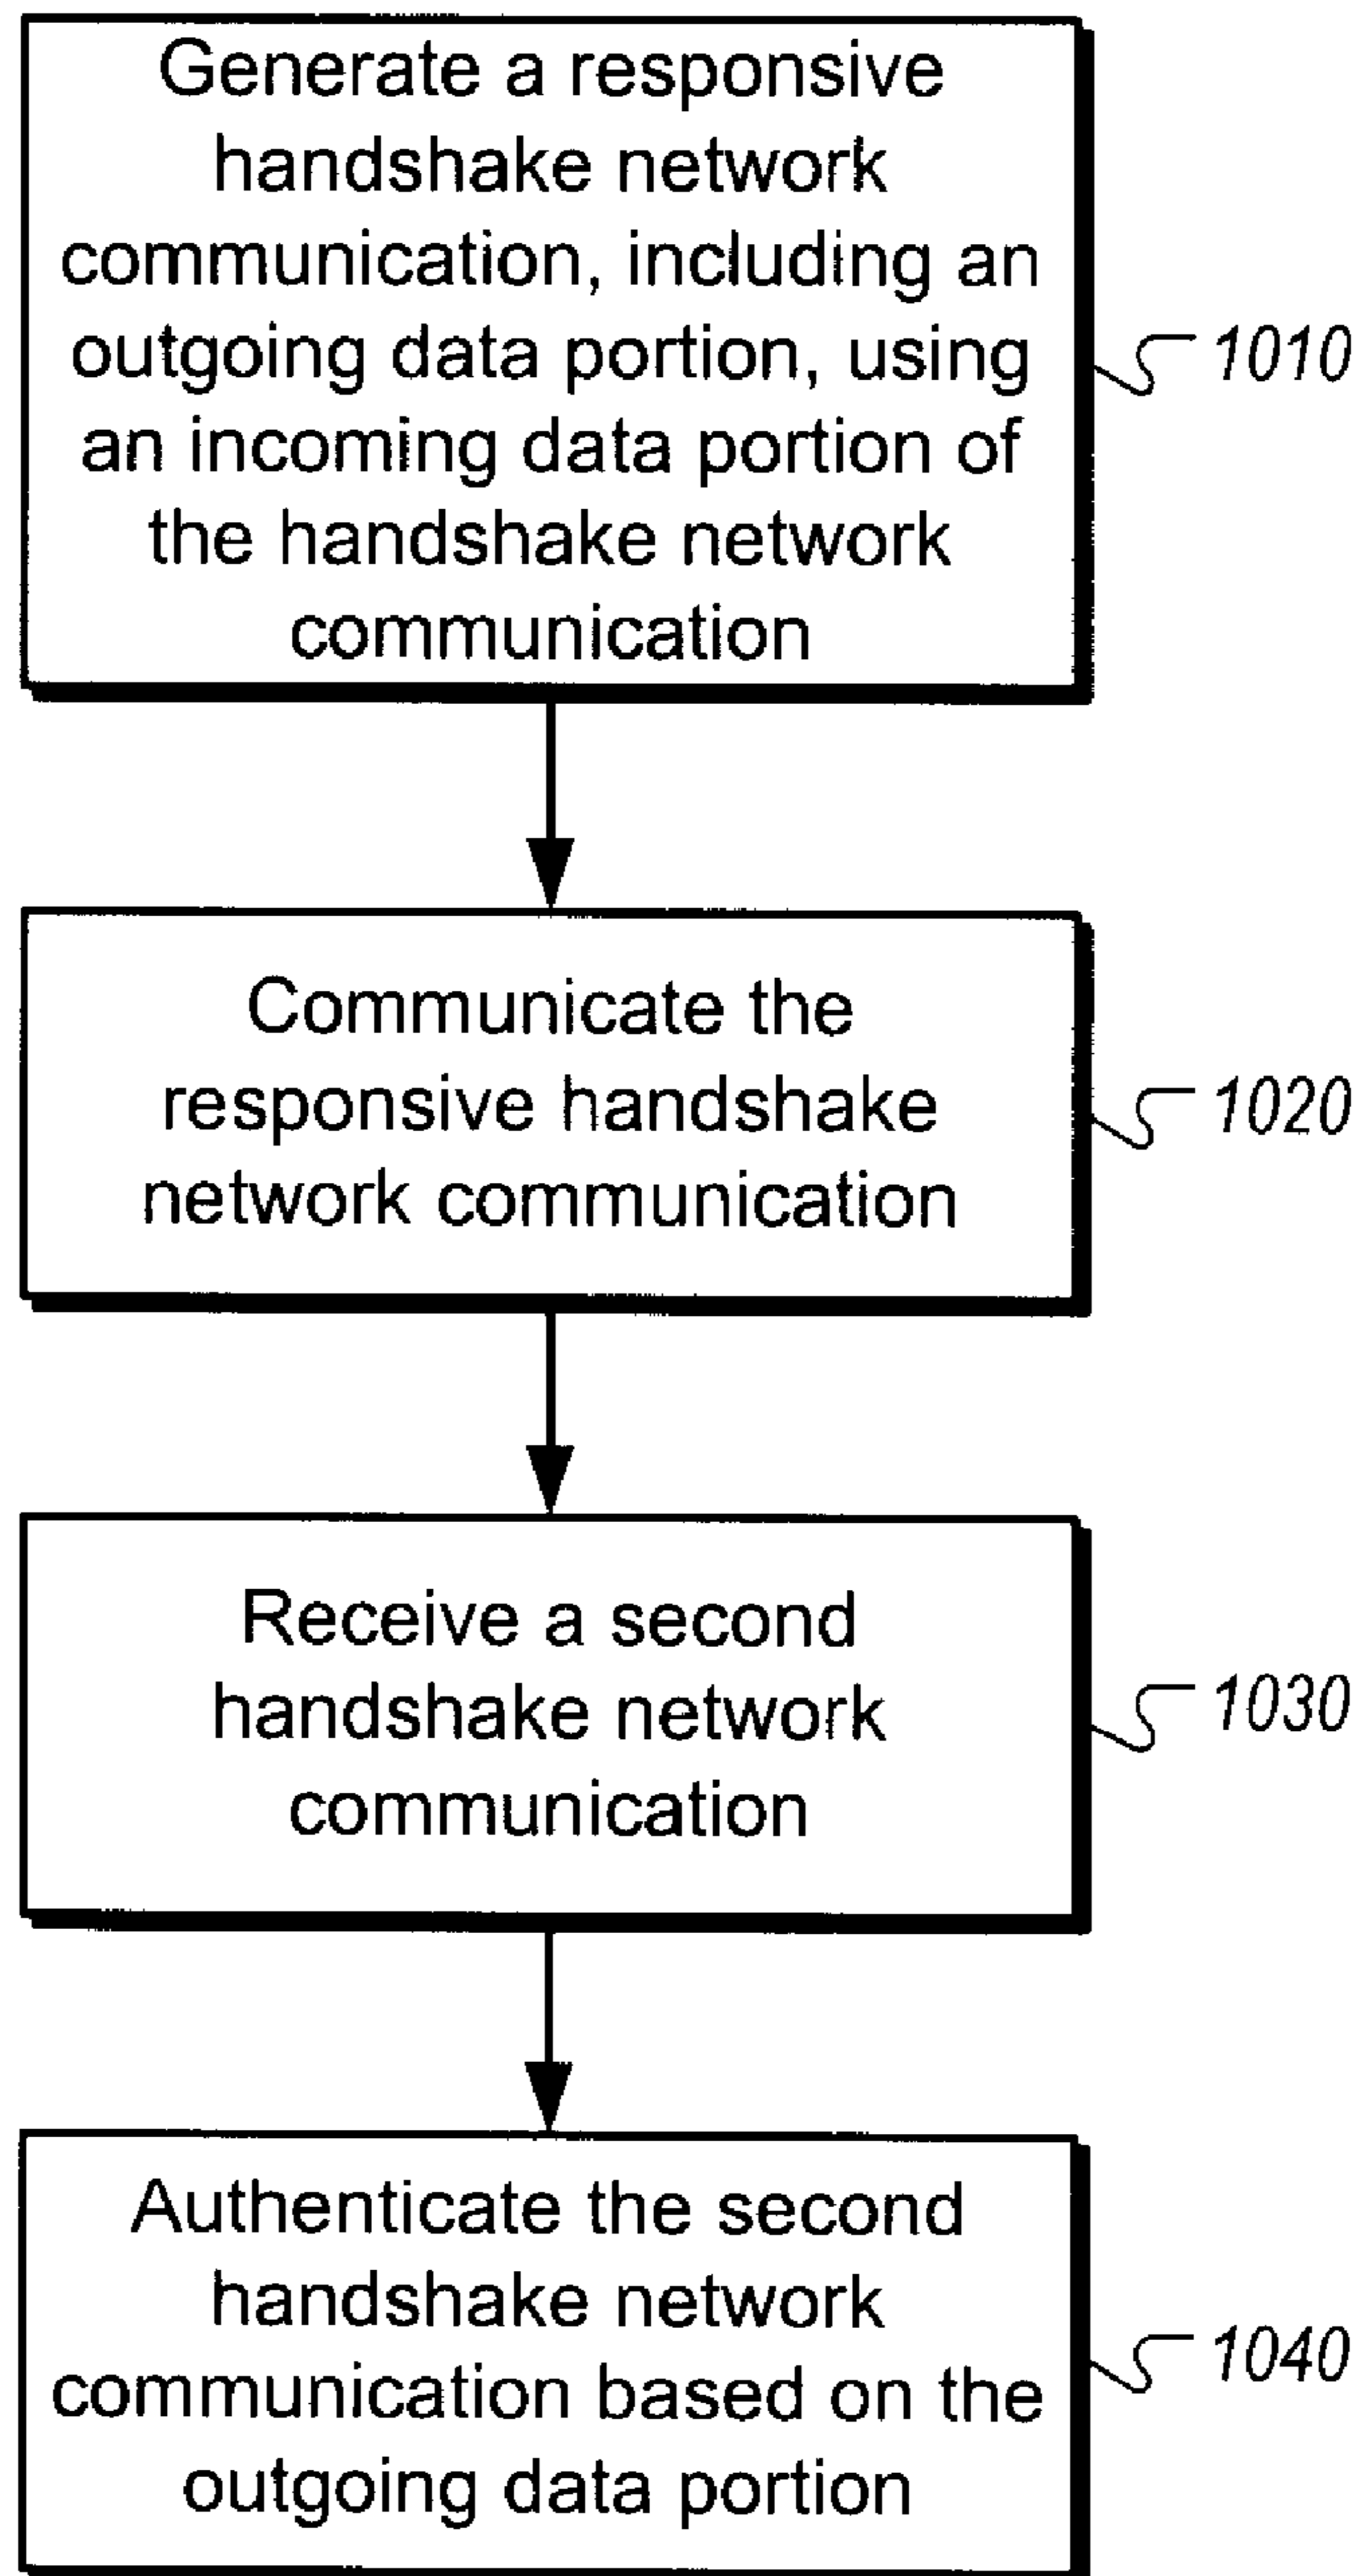 Generate a responsive
handshake network
communication, including an
outgoing data portion, using
an incoming data portion of
the handshake network
communication
1010
Communicate the
responsive handshake
network communication
1020
Receive a second
handshake network
communication
1030
Authenticate the second
handshake network
communication based on the
outgoing data portion
1040